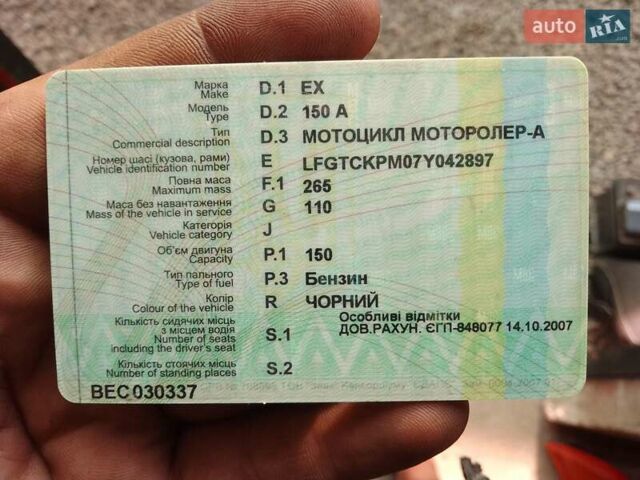 auto RIA
Марка D.1 EX
Make
Модель D.2 150 A
Type
Тип D.3 МОТОЦИКЛ МОТОРОЛЕР-А
Commercial description
Номер шасі (кузова, рами) E LFGTCKPM07Y042897
Vehicle identification number
Повна маса F.1 265
Maximum mass
Маса без навантаження G 110
Mass of the vehicle in service
Категорія J
Vehicle category
Об'єм двигуна P.1 150
Capacity
Тип пального P.3 Бензин
Type of fuel
Колір R ЧОРНИЙ
Colour of the vehicle
Особливі відмітки
ДОВ.РАХУН. ЄГП-848077 14.10.2007
Кількість сидячих місць
з місцем водія S.1
Number of seats
including the driver's seat
Кількість стоячих місць S.2
Number of standing places
ВЕС 030337